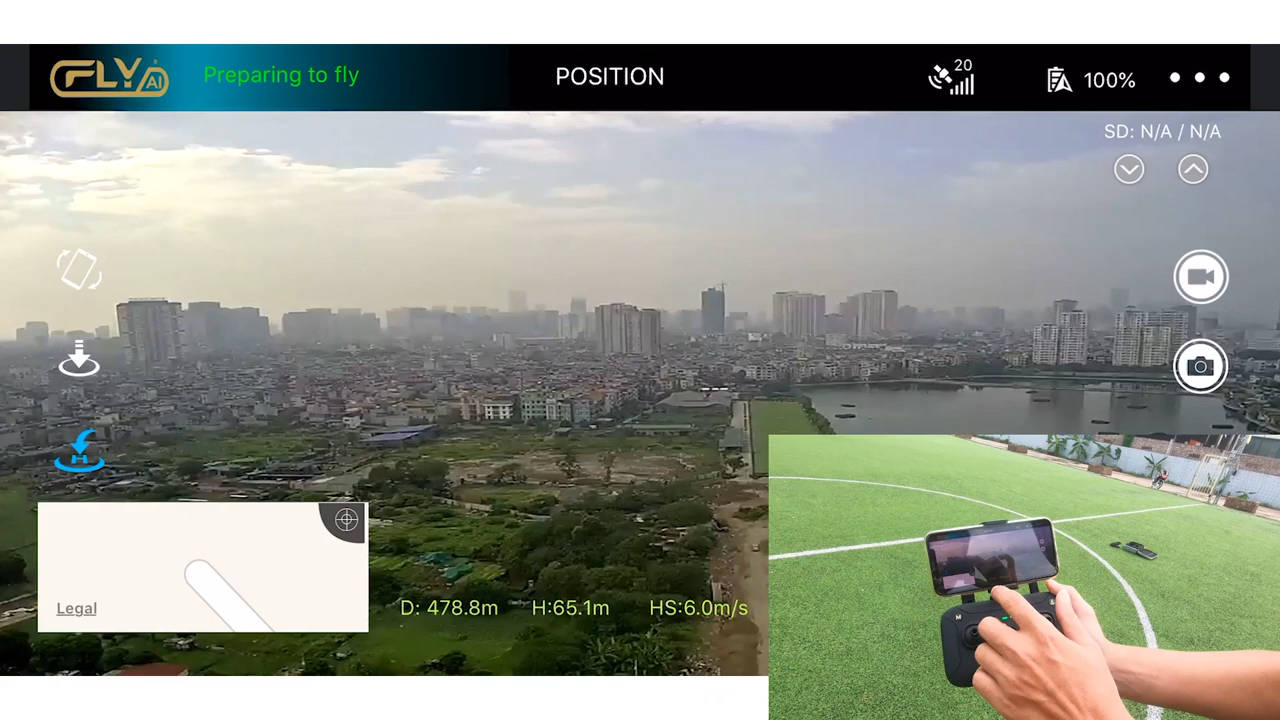 FLY AI
Preparing to fly
POSITION
20
100%
SD: N/A / N/A
H
Legal
D: 478.8m
H:65.1m
HS:6.0m/s
M